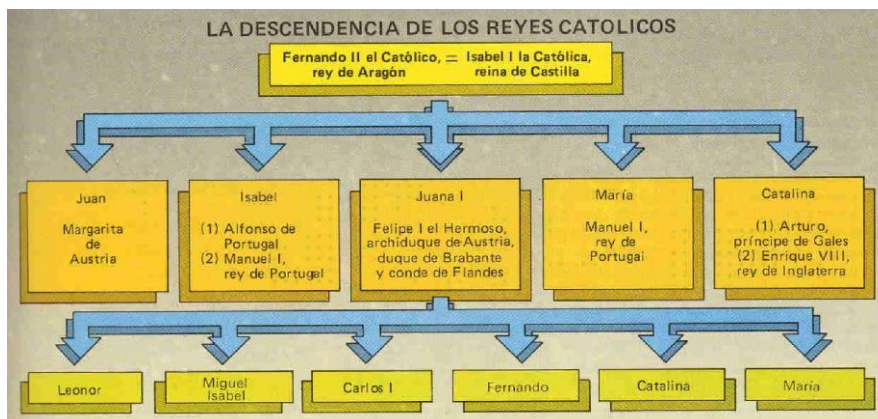 LA DESCENDENCIA DE LOS REYES CATOLICOS
Fernando II el Católico, = Isabel I la Católica,
rey de Aragón reina de Castilla
Juan
Margarita
de
Austria
Isabel
(1) Alfonso de
Portugal
(2) Manuel I,
rey de Portugal
Juana I
Felipe I el Hermoso,
archiduque de Austria,
duque de Brabante
y conde de Flandes
María
Manuel I,
rey de
Portugal
Catalina
(1) Arturo,
príncipe de Gales
(2) Enrique VIII,
rey de Inglaterra
Leonor
Miguel
Isabel
Carlos I
Fernando
Catalina
María